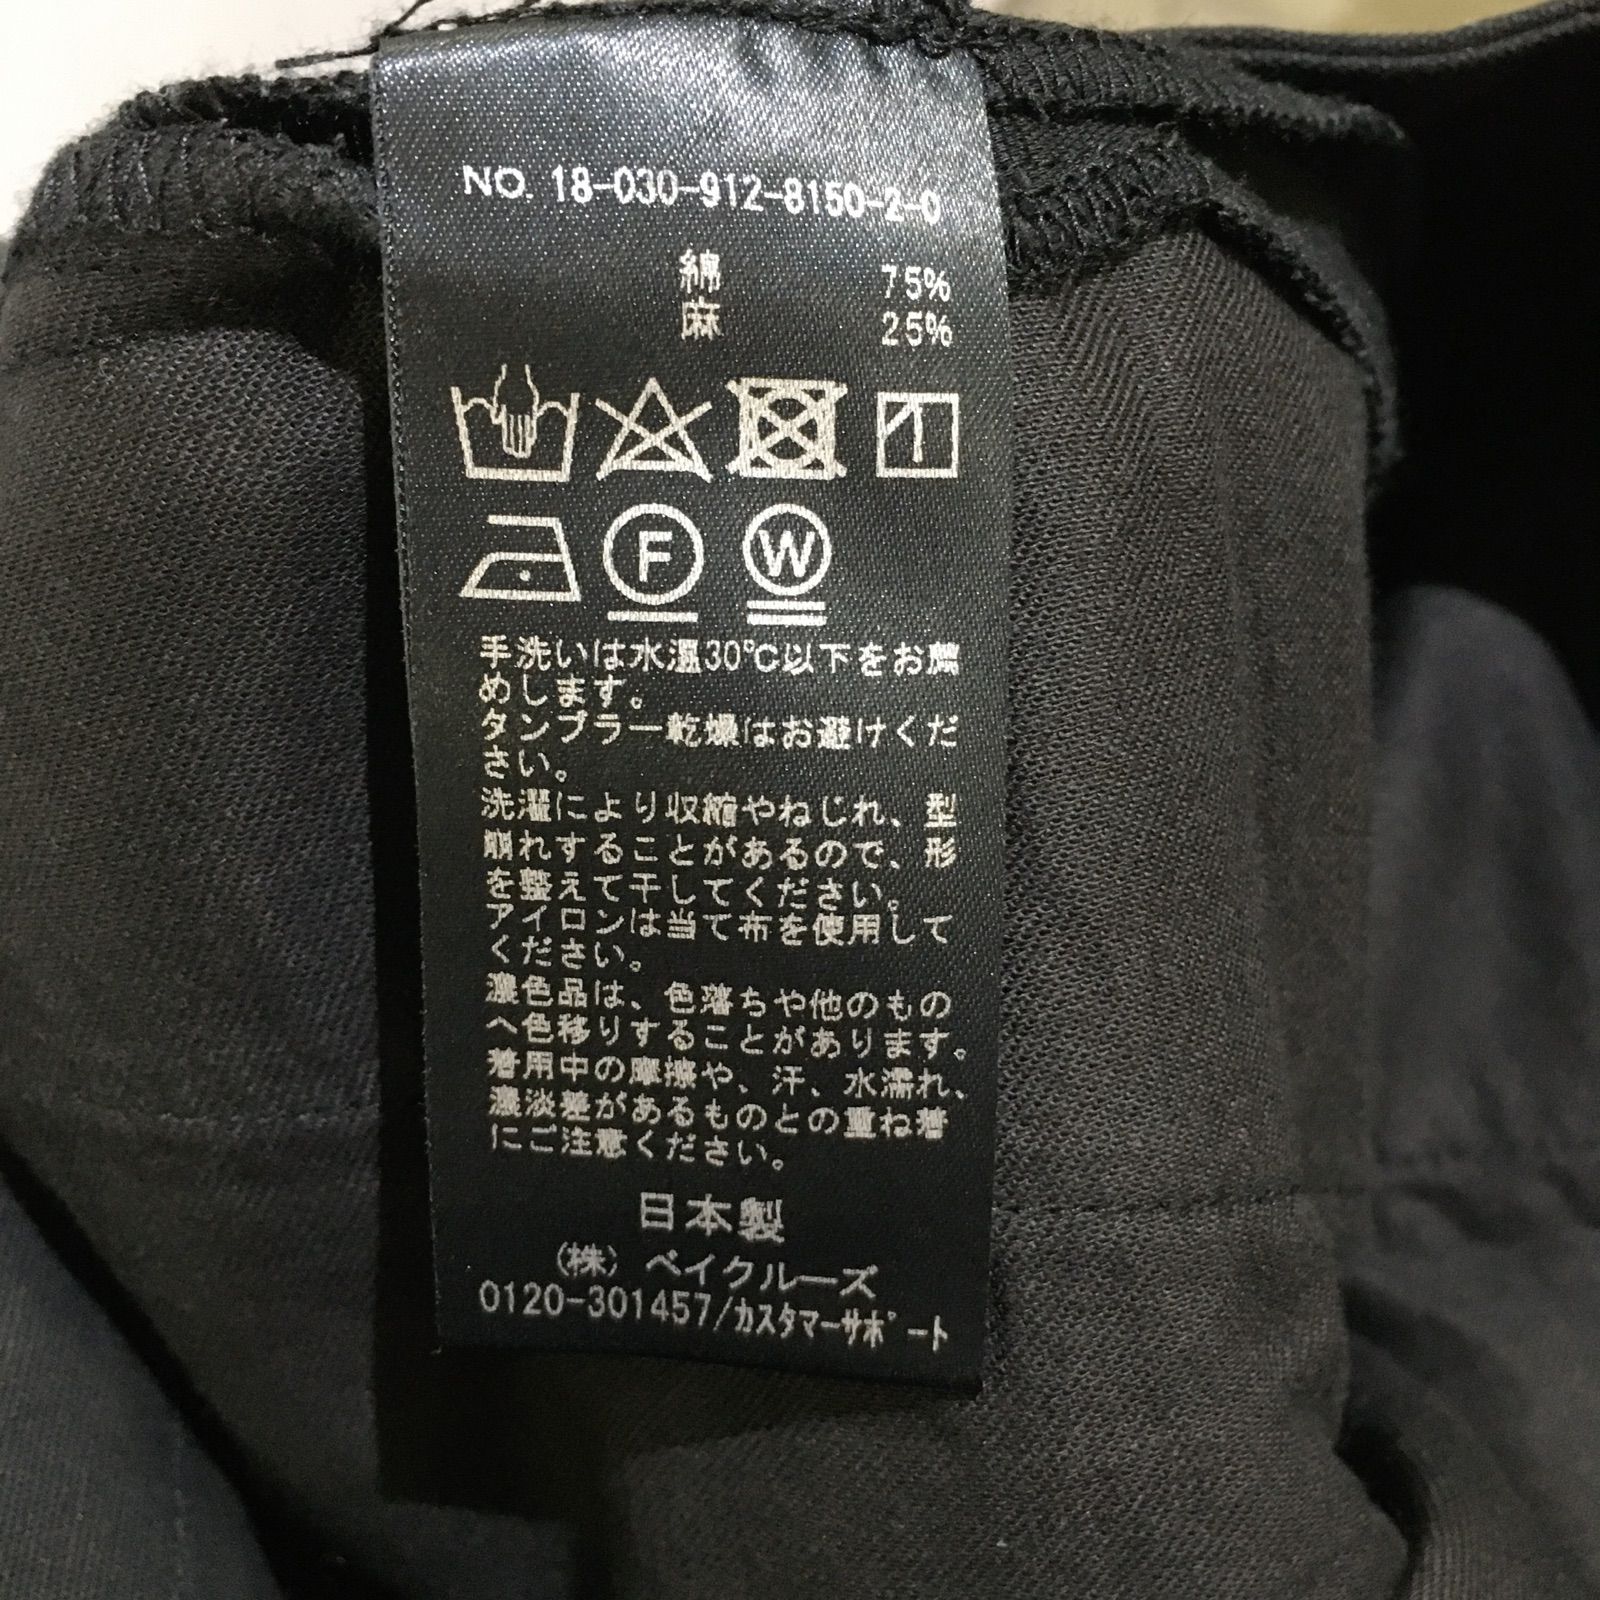 NO. 18-030-912-8150-2-0
綿 75%
麻 25%
F W
手洗いは水温30℃以下をお薦
めします。
タンブラー乾燥はお避けくだ
さい。
洗濯により収縮やねじれ、型
崩れすることがあるので、形
を整えて干してください。
アイロンは当て布を使用して
ください。
濃色品は、色落ちや他のもの
へ色移りすることがあります。
着用中の摩擦や、汗、水濡れ、
濃淡差があるものとの重ね着
にご注意ください。
日本製
(株) ベイクルーズ
0120-301457/カスタマーサポート